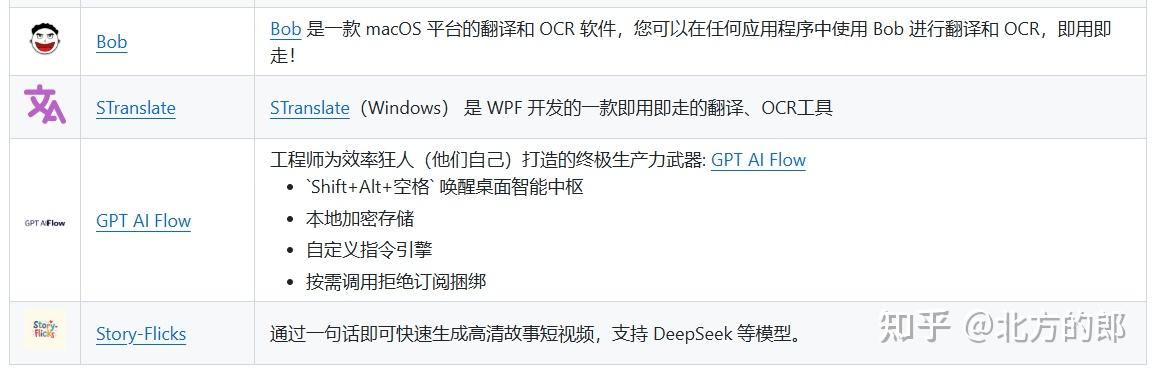 Bob
Bob 是一款 macOS 平台的翻译和 OCR 软件，您可以在任何应用程序中使用 Bob 进行翻译和 OCR，即用即
走！
文A
STranslate
STranslate（Windows） 是 WPF 开发的一款即用即走的翻译、OCR工具
GPT AIFlow
GPT AI Flow
工程师为效率狂人（他们自己）打造的终极生产力武器: GPT AI Flow
• `Shift+Alt+空格` 唤醒桌面智能中枢
• 本地加密存储
• 自定义指令引擎
• 按需调用拒绝订阅捆绑
Story-
Flicks
Story-Flicks
通过一句话即可快速生成高清故事短视频，支持 DeepSeek 等模型。
知乎 @北方的郎